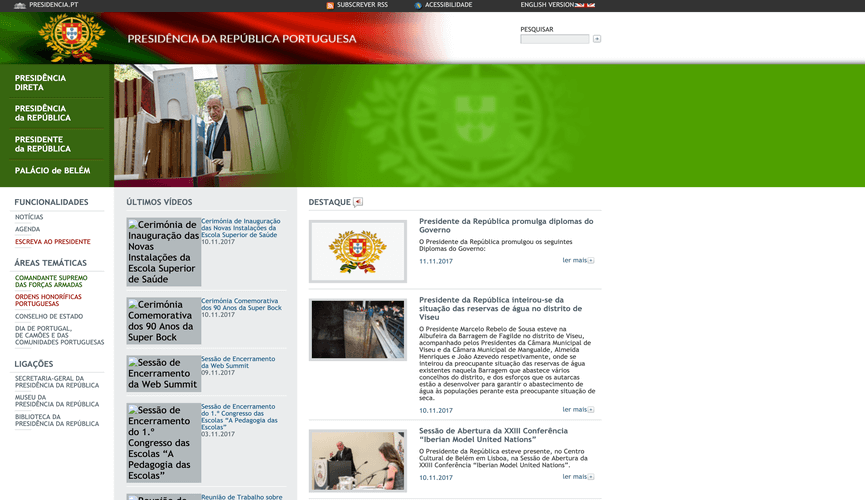 PRESIDENCIA.PT
SUBSCREVER RSS
ACESSIBILIDADE
ENGLISH VERSION
PRESIDÊNCIA DA REPÚBLICA PORTUGUESA
PESQUISAR
PRESIDÊNCIA
DIRETA
PRESIDÊNCIA
da REPÚBLICA
PRESIDENTE
da REPÚBLICA
PALÁCIO de BELÉM
FUNCIONALIDADES
NOTÍCIAS
AGENDA
ESCREVA AO PRESIDENTE
ÁREAS TEMÁTICAS
COMANDANTE SUPREMO
DAS FORÇAS ARMADAS
ORDENS HONORÍFICAS
PORTUGUESAS
CONSELHO DE ESTADO
DIA DE PORTUGAL,
DE CAMÕES E DAS
COMUNIDADES PORTUGUESAS
LIGAÇÕES
SECRETARIA-GERAL DA
PRESIDÊNCIA DA REPÚBLICA
MUSEU DA
PRESIDÊNCIA DA REPÚBLICA
BIBLIOTECA DA
PRESIDÊNCIA DA REPÚBLICA
ÚLTIMOS VÍDEOS
Cerimónia de
Inauguração das
Novas
Instalações da
Escola Superior
de Saúde
Cerimónia de Inauguração
das Novas Instalações da
Escola Superior de Saúde
10.11.2017
Cerimónia
Comemorativa
dos 90 Anos da
Super Bock
Cerimónia Comemorativa
dos 90 Anos da Super Bock
10.11.2017
Sessão de
Encerramento
da Web Summit
Sessão de Encerramento
da Web Summit
09.11.2017
Sessão de
Encerramento
do 1.º
Congresso das
Escolas “A
Pedagogia das
Escolas”
Sessão de Encerramento
do 1.º Congresso das
Escolas “A Pedagogia das
Escolas”
03.11.2017
Reunião de Trabalho sobre
DESTAQUE
Presidente da República promulga diplomas do
Governo
O Presidente da República promulgou os seguintes
Diplomas do Governo:
11.11.2017
ler mais
Presidente da República inteirou-se da
situação das reservas de água no distrito de
Viseu
O Presidente Marcelo Rebelo de Sousa esteve na
Albufeira da Barragem de Fagilde no distrito de Viseu,
acompanhado pelos Presidentes da Câmara Municipal de
Viseu e da Câmara Municipal de Mangualde, Almeida
Henriques e João Azevedo respetivamente, onde se
inteirou da preocupante situação das reservas de água
existentes naquela Barragem que abastece vários
concelhos do distrito, e dos esforços que os autarcas
estão a desenvolver para garantir o abastecimento de
água às populações perante esta preocupante situação de
seca.
10.11.2017
ler mais
Sessão de Abertura da XXIII Conferência
“Iberian Model United Nations”
O Presidente da República esteve presente, no Centro
Cultural de Belém em Lisboa, na Sessão de Abertura da
XXIII Conferência “Iberian Model United Nations”.
10.11.2017
ler mais